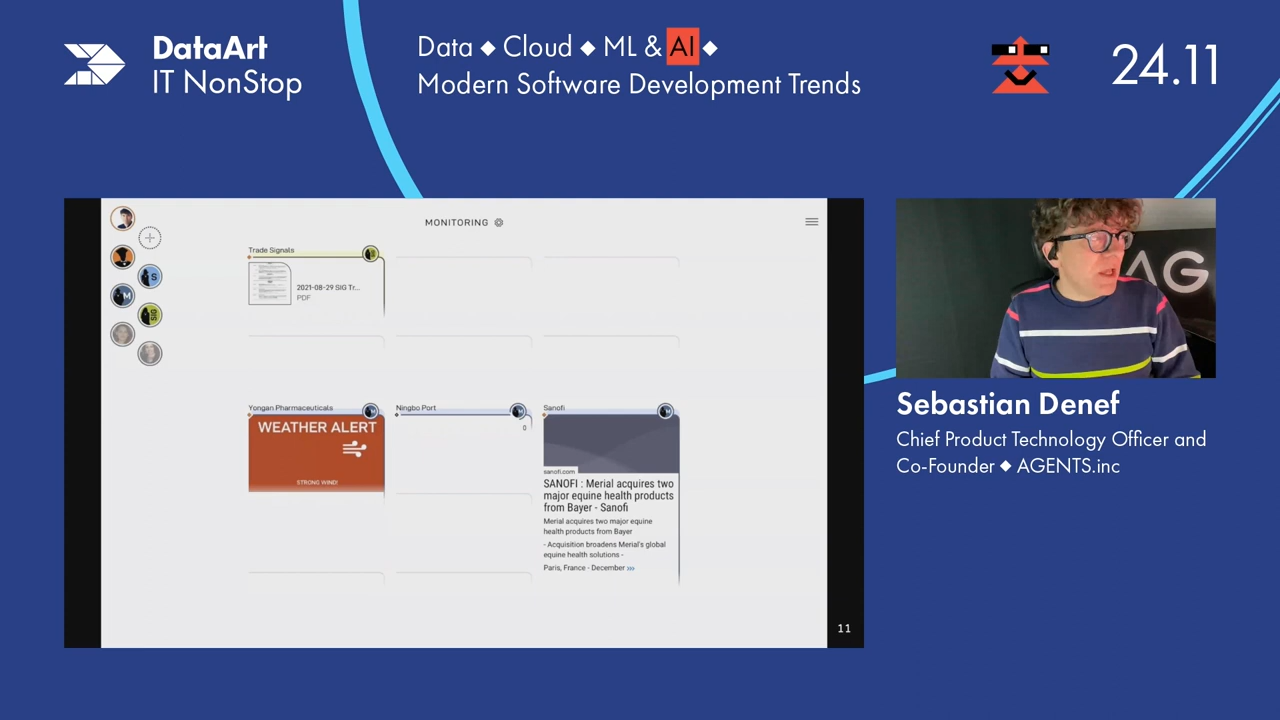 DataArt
IT NonStop
Data ◆ Cloud ◆ ML & AI ◆
Modern Software Development Trends
24.11
MONITORING
Trade Signals
2021-08-29 SIG Tr...
PDF
S
M
SIG
Yongan Pharmaceuticals
WEATHER ALERT
STRONG WIND!
Ningbo Port
0
Sanofi
sanofi.com
SANOFI : Merial acquires two
major equine health products
from Bayer - Sanofi
Merial acquires two major equine
health products from Bayer
- Acquisition broadens Merial's global
equine health solutions -
Paris, France - December »»
11
AG
Sebastian Denef
Chief Product Technology Officer and
Co-Founder ◆ AGENTS.inc